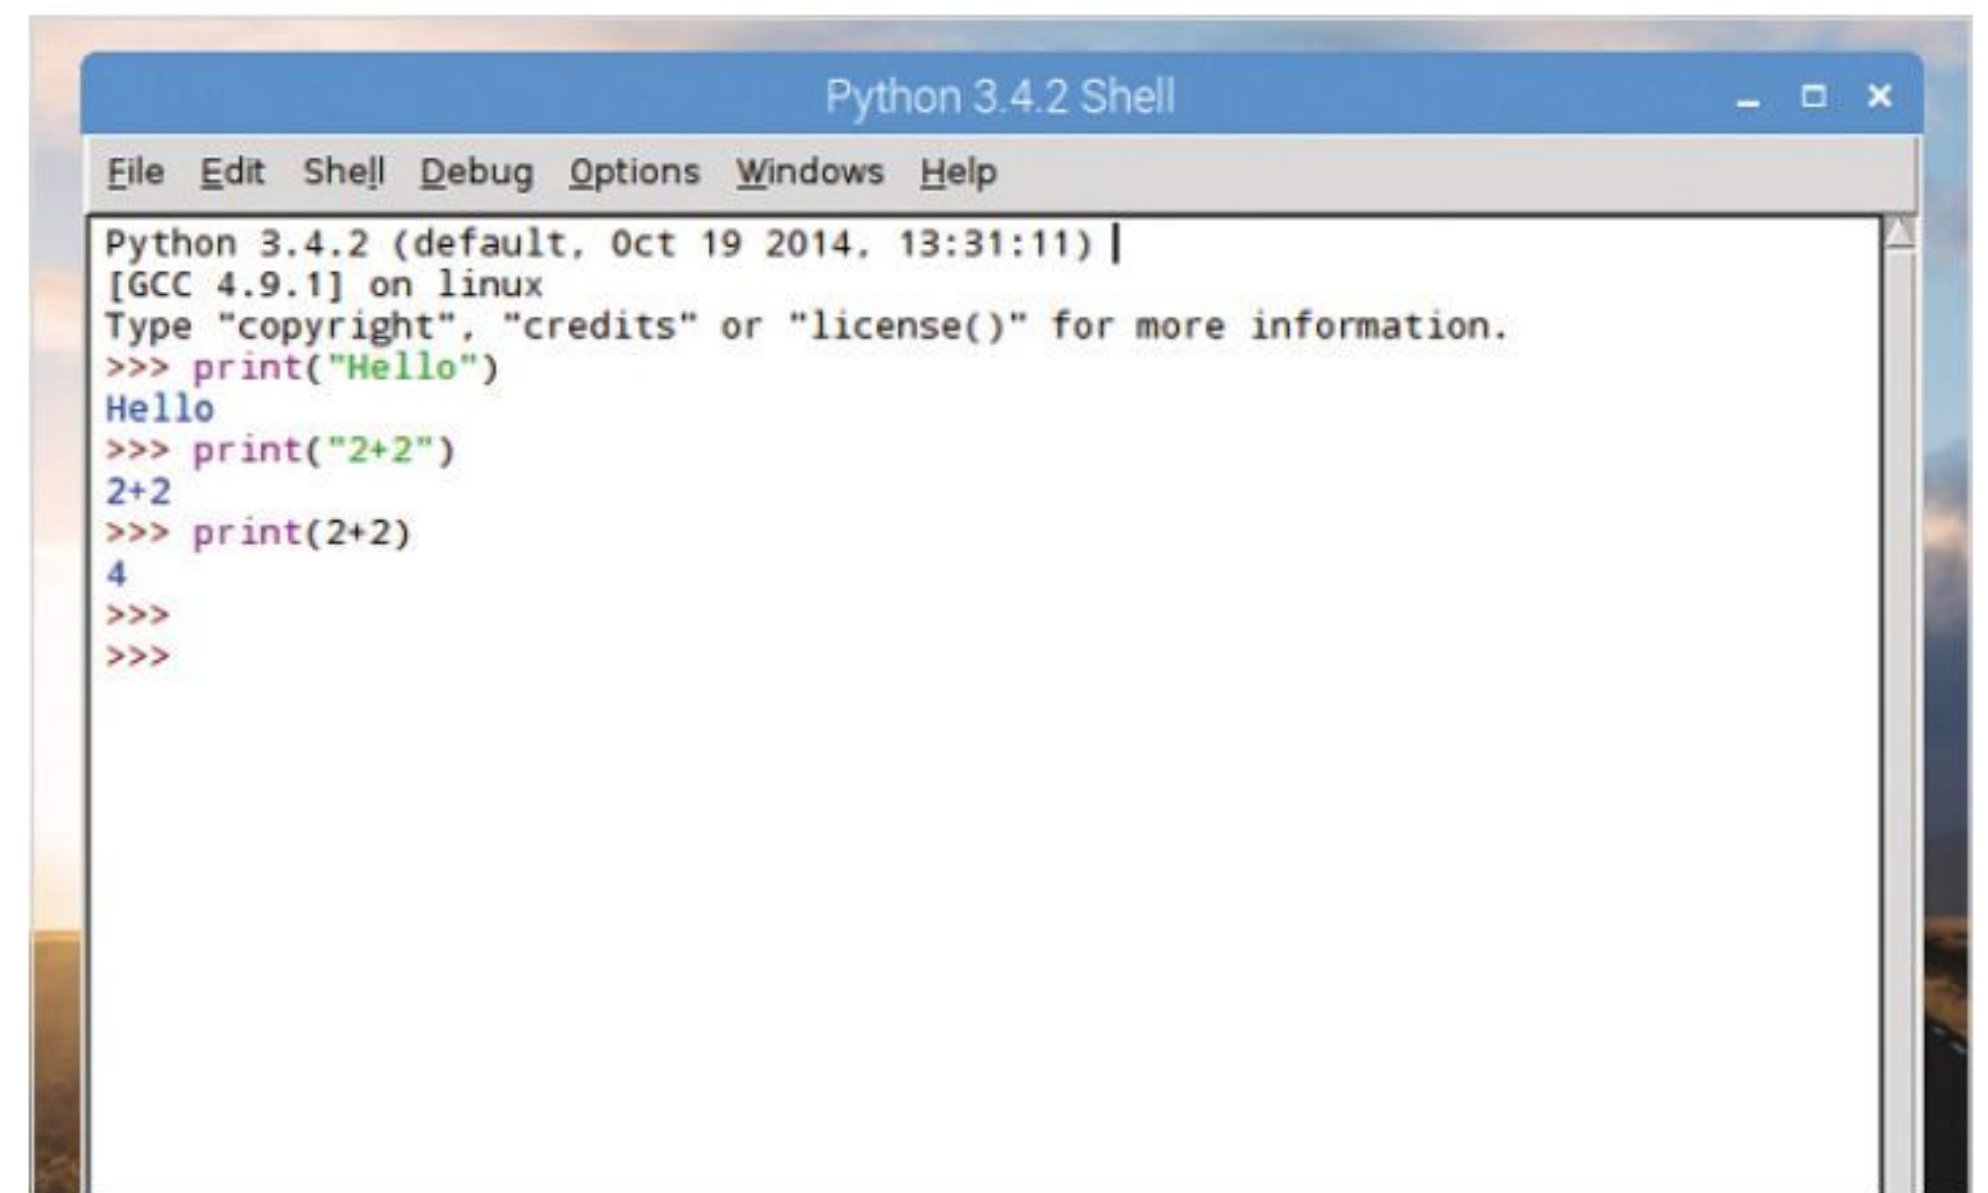 Python 3.4.2 Shell
File Edit Shell Debug Options Windows Help
Python 3.4.2 (default, Oct 19 2014, 13:31:11)
[GCC 4.9.1] on linux
Type "copyright", "credits" or "license()" for more information.
>>> print("Hello")
Hello
>>> print("2+2")
2+2
>>> print(2+2)
4
>>>
>>>